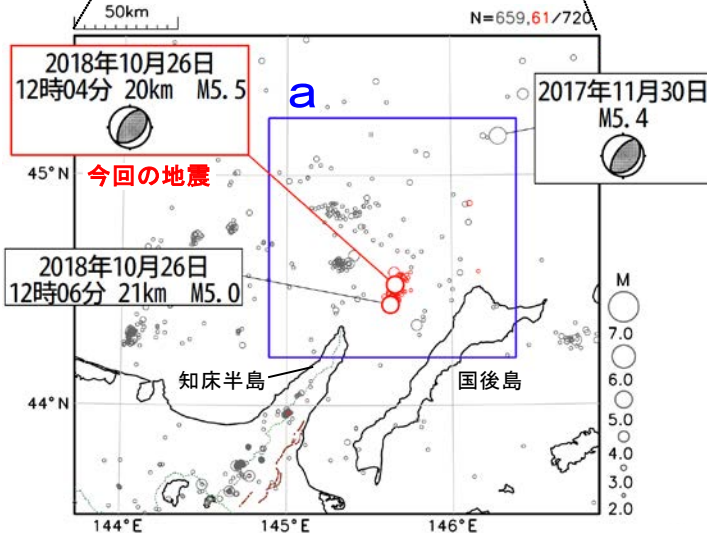 50km
N=659,61/720
2018年10月26日
12時04分 20km M5.5
a
2017年11月30日
M5.4
今回の地震
45°N
2018年10月26日
12時06分 21km M5.0
M
7.0
6.0
5.0
4.0
3.0
2.0
知床半島
国後島
44°N
144°E
145°E
146°E